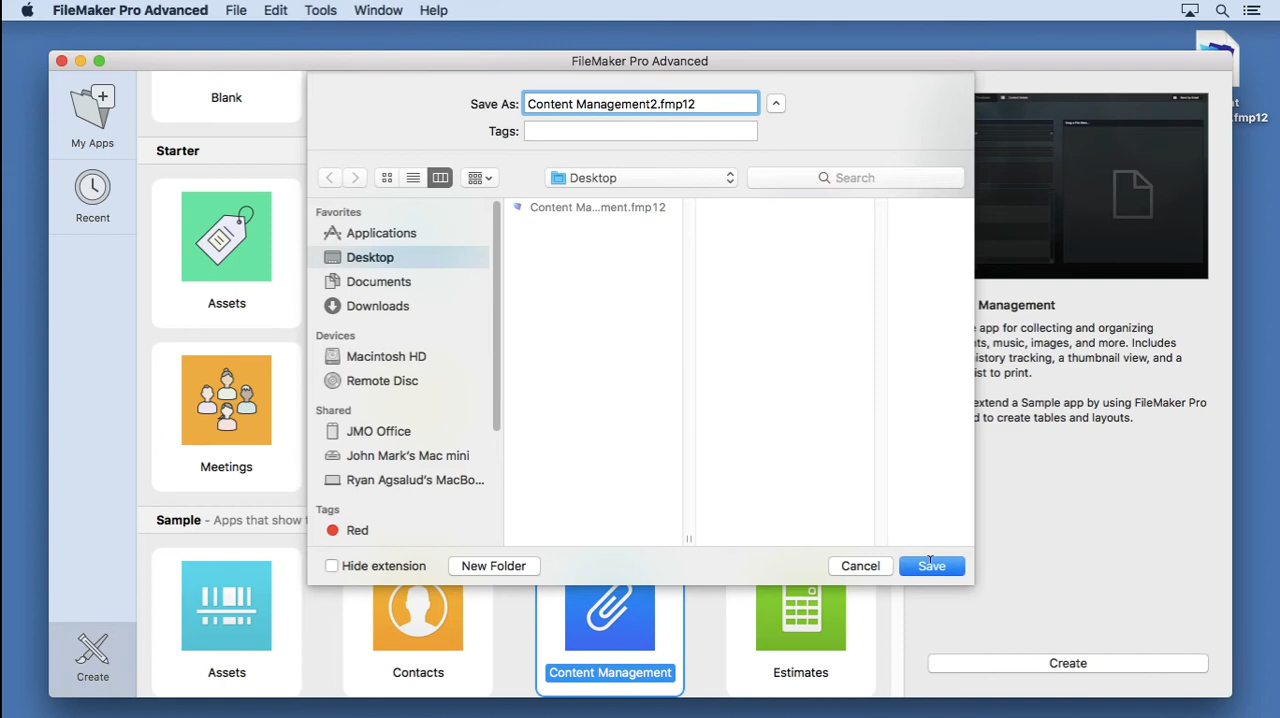 FileMaker Pro Advanced File Edit Tools Window Help
FileMaker Pro Advanced
My Apps
Recent
Create
Blank
Starter
Assets
Meetings
Sample - Apps that show
Assets
Contacts
Content Management
Estimates
Save As: Content Management2.fmp12
Tags:
Desktop
Search
Favorites
Applications
Desktop
Documents
Downloads
Devices
Macintosh HD
Remote Disc
Shared
JMO Office
John Mark's Mac mini
Ryan Agsalud's MacBo...
Tags
Red
Content Ma...ment.fmp12
Hide extension
New Folder
Cancel
Save
Management
app for collecting and organizing
nts, music, images, and more. Includes
istory tracking, a thumbnail view, and a
ist to print.
extend a Sample app by using FileMaker Pro
d to create tables and layouts.
Create
nt
.fmp12